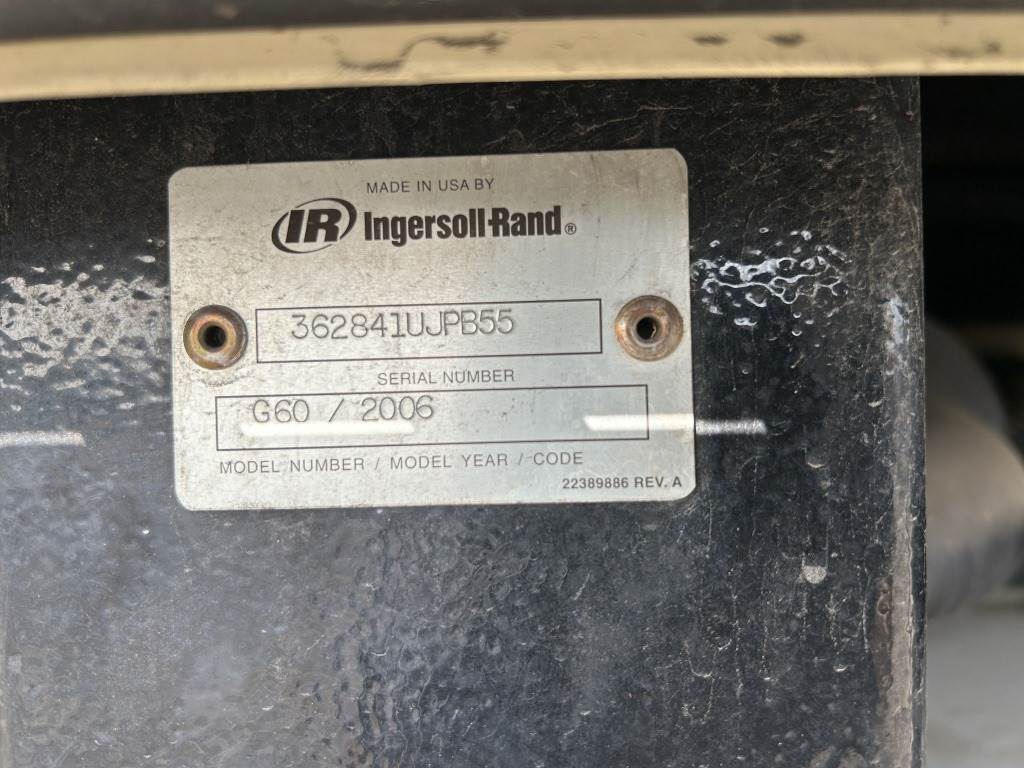 MADE IN USA BY
IR Ingersoll-Rand®
362841UJPB55
SERIAL NUMBER
G60 / 2006
MODEL NUMBER / MODEL YEAR / CODE
22389886 REV. A